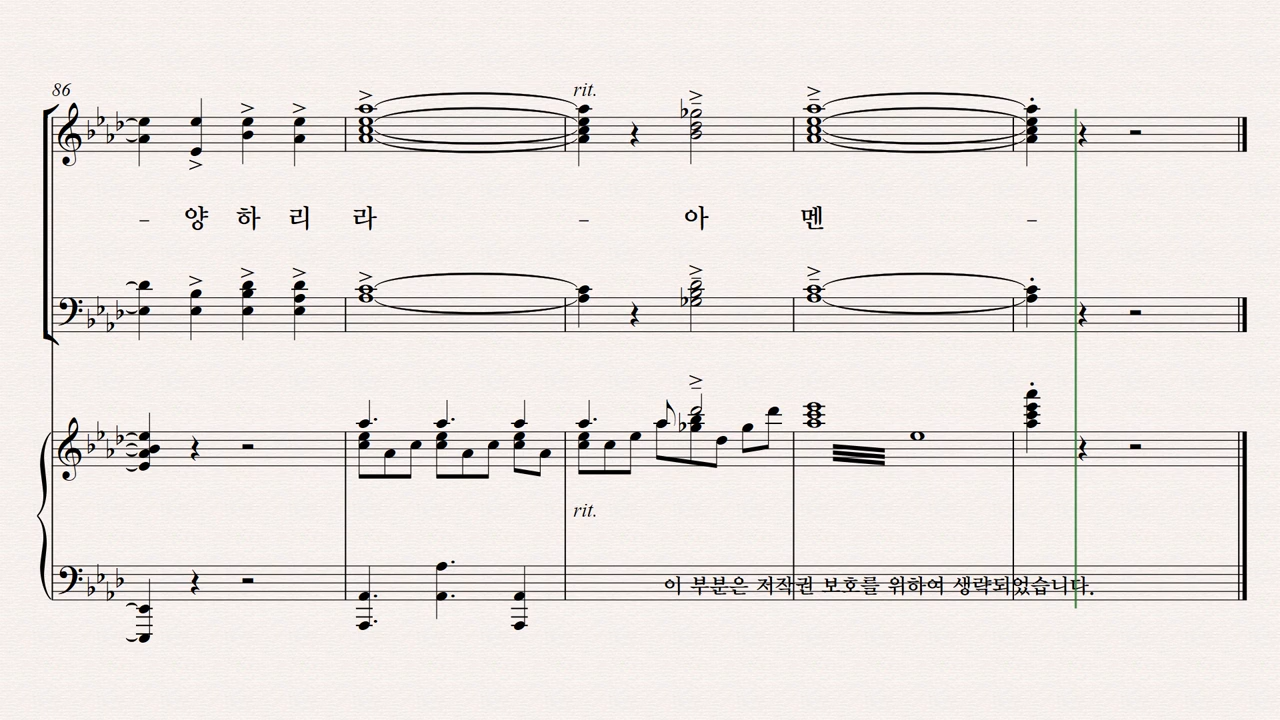 86
rit.
– 양 하 리 라 – 아 멘 –
rit.
이 부분은 저작권 보호를 위하여 생략되었습니다.